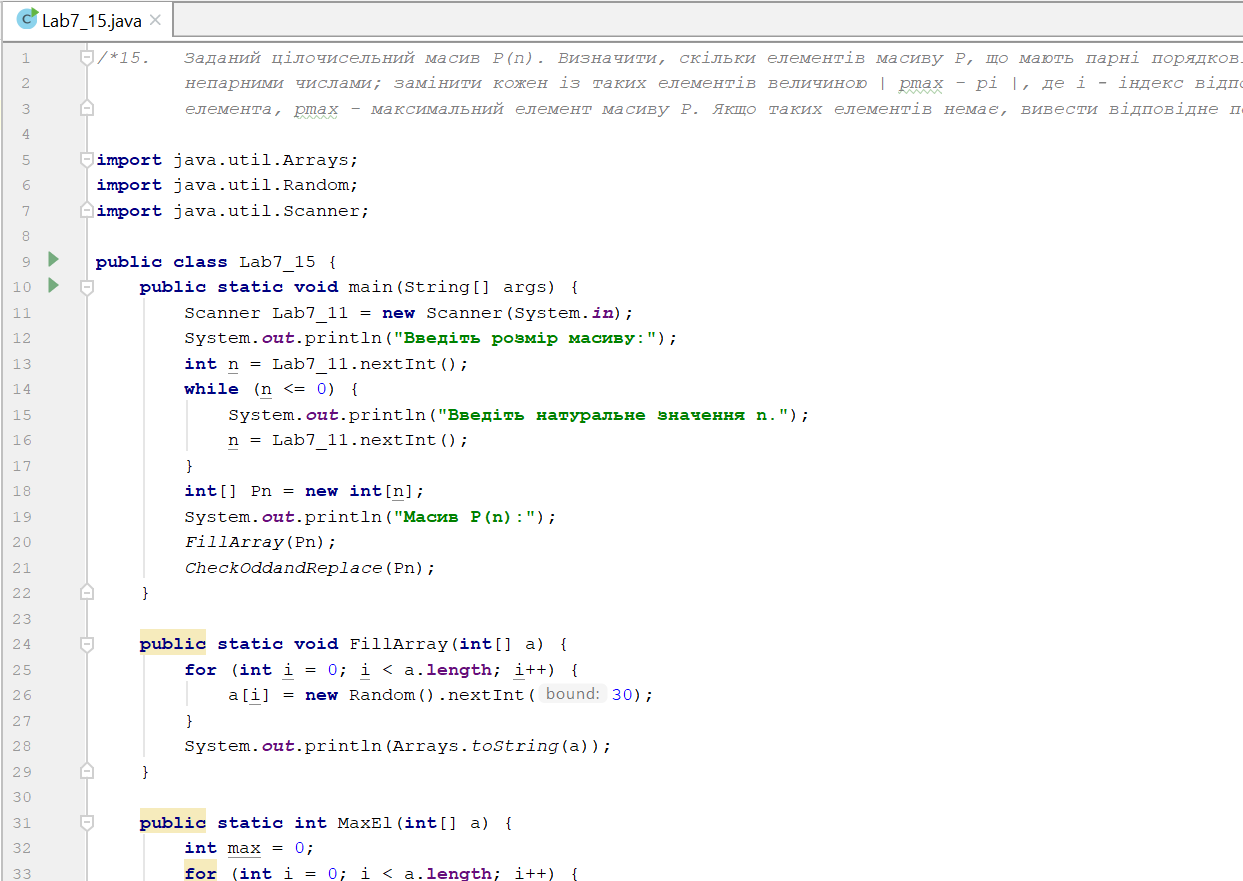 Lab7_15.java
1 /*15. Заданий цілочисельний масив P(n). Визначити, скільки елементів масиву P, що мають парні
2 непарними числами; замінити кожен із таких елементів величиною | pmax - pi |, де i - індекс
3 елемента, pmax - максимальний елемент масиву P. Якщо таких елементів немає, вивести відповідне
4
5 import java.util.Arrays;
6 import java.util.Random;
7 import java.util.Scanner;
8
9 public class Lab7_15 {
10 public static void main(String[] args) {
11 Scanner Lab7_11 = new Scanner(System.in);
12 System.out.println("Введіть розмір масиву:");
13 int n = Lab7_11.nextInt();
14 while (n <= 0) {
15 System.out.println("Введіть натуральне значення n.");
16 n = Lab7_11.nextInt();
17 }
18 int[] Pn = new int[n];
19 System.out.println("Масив P(n):");
20 FillArray(Pn);
21 CheckOddandReplace(Pn);
22 }
23
24 public static void FillArray(int[] a) {
25 for (int i = 0; i < a.length; i++) {
26 a[i] = new Random().nextInt( bound: 30);
27 }
28 System.out.println(Arrays.toString(a));
29 }
30
31 public static int MaxEl(int[] a) {
32 int max = 0;
33 for (int i = 0; i < a.length; i++) {